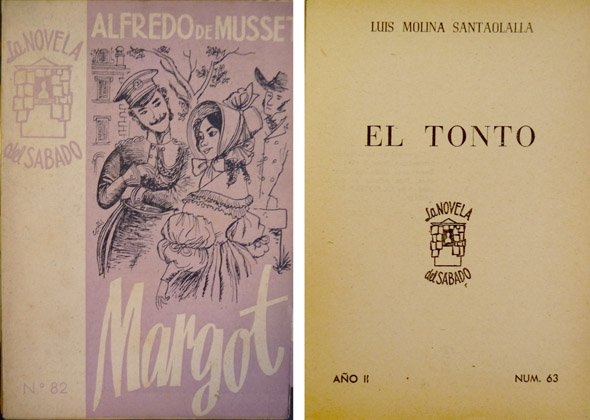 ALFREDO DE MUSSET
La NOVELA
del SABADO
Margot
N.º 82
LUIS MOLINA SANTAOLALLA
EL TONTO
La NOVELA
del SABADO
AÑO II
NUM. 63